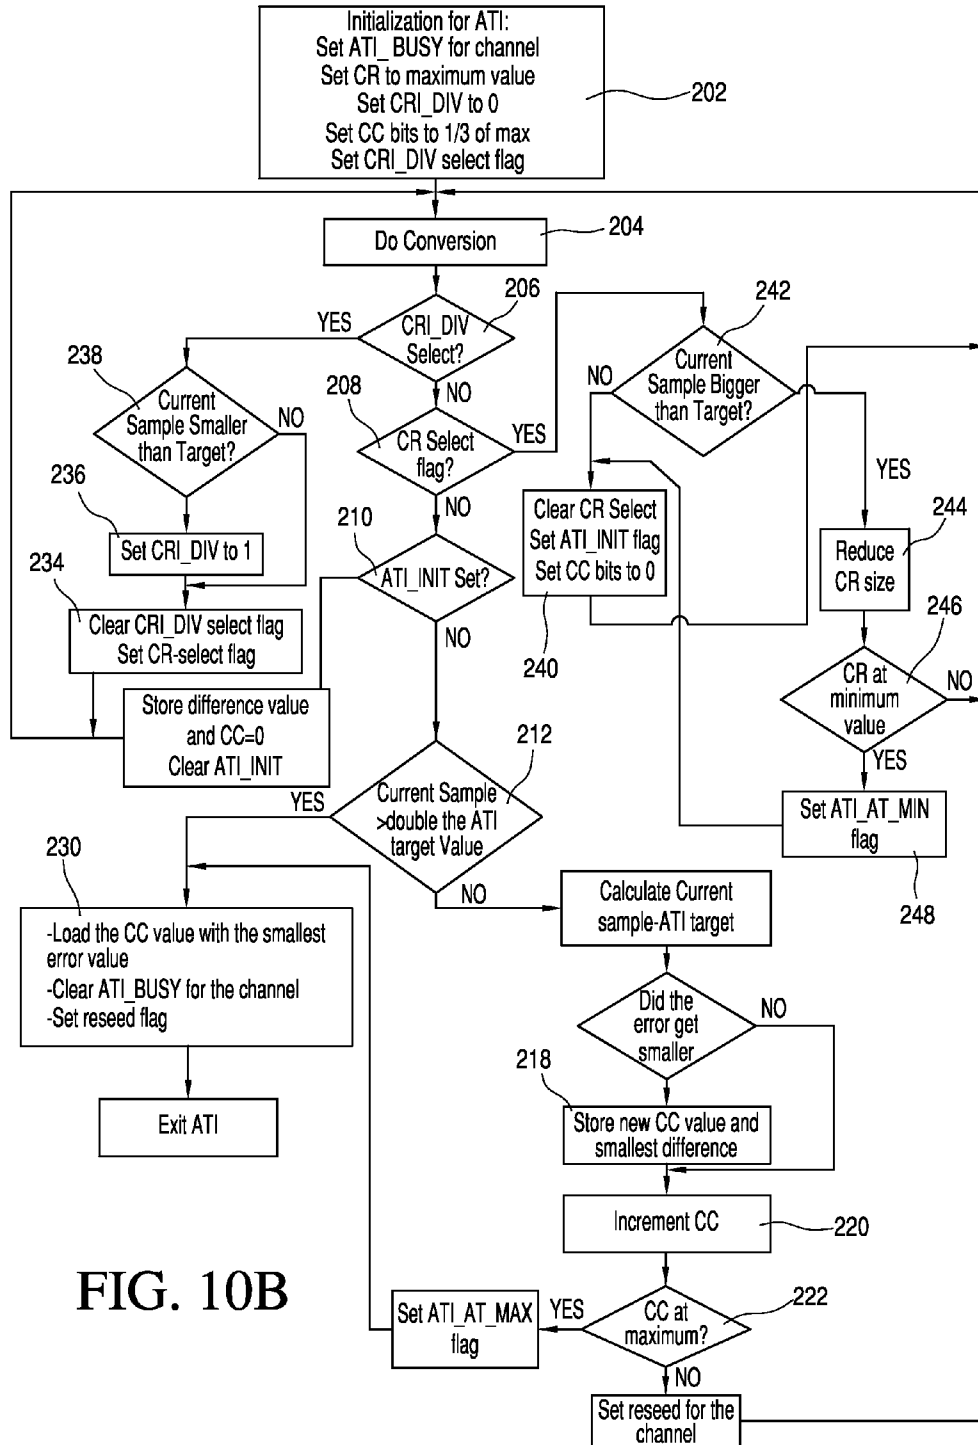 Initialization for ATI:
Set ATI_ BUSY for channel
Set CR to maximum value
Set CRI_DIV to 0
Set CC bits to 1/3 of max
Set CRI_DIV select flag
202
Do Conversion
204
CRI_DIV
Select?
206
YES
NO
238
Current
Sample Smaller
than Target?
NO
208
CR Select
flag?
YES
NO
242
Current
Sample Bigger
than Target?
NO
YES
236
Set CRI_DIV to 1
234
Clear CRI_DIV select flag
Set CR-select flag
210
ATI_INIT Set?
NO
Clear CR Select
Set ATI_INIT flag
Set CC bits to 0
240
Reduce
CR size
244
CR at
minimum
value
246
NO
YES
Set ATI_AT_MIN
flag
248
Store difference value
and CC=0
Clear ATI_INIT
Current Sample
>double the ATI
target Value
212
YES
NO
230
-Load the CC value with the smallest
error value
-Clear ATI_BUSY for the channel
-Set reseed flag
Exit ATI
Calculate Current
sample-ATI target
Did the
error get
smaller
NO
218
Store new CC value and
smallest difference
Increment CC
220
CC at
maximum?
222
YES
Set ATI_AT_MAX
flag
NO
Set reseed for the
channel
FIG. 10B